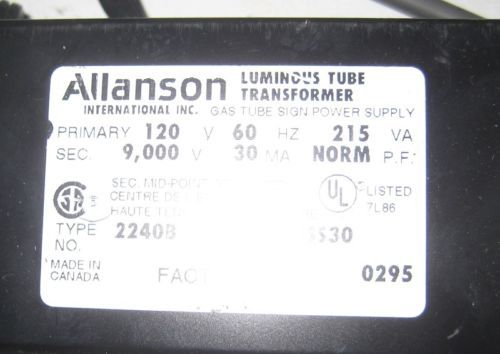 Allanson LUMINOUS TUBE
TRANSFORMER
INTERNATIONAL INC. GAS TUBE SIGN POWER SUPPLY
PRIMARY 120 V 60 HZ 215 VA
SEC. 9,000 V 30 MA NORM P.F.
SEC. MID-POINT
CENTRE DE
HAUTE
UL LISTED
7L86
TYPE
NO. 2240B
MADE IN
CANADA
0295